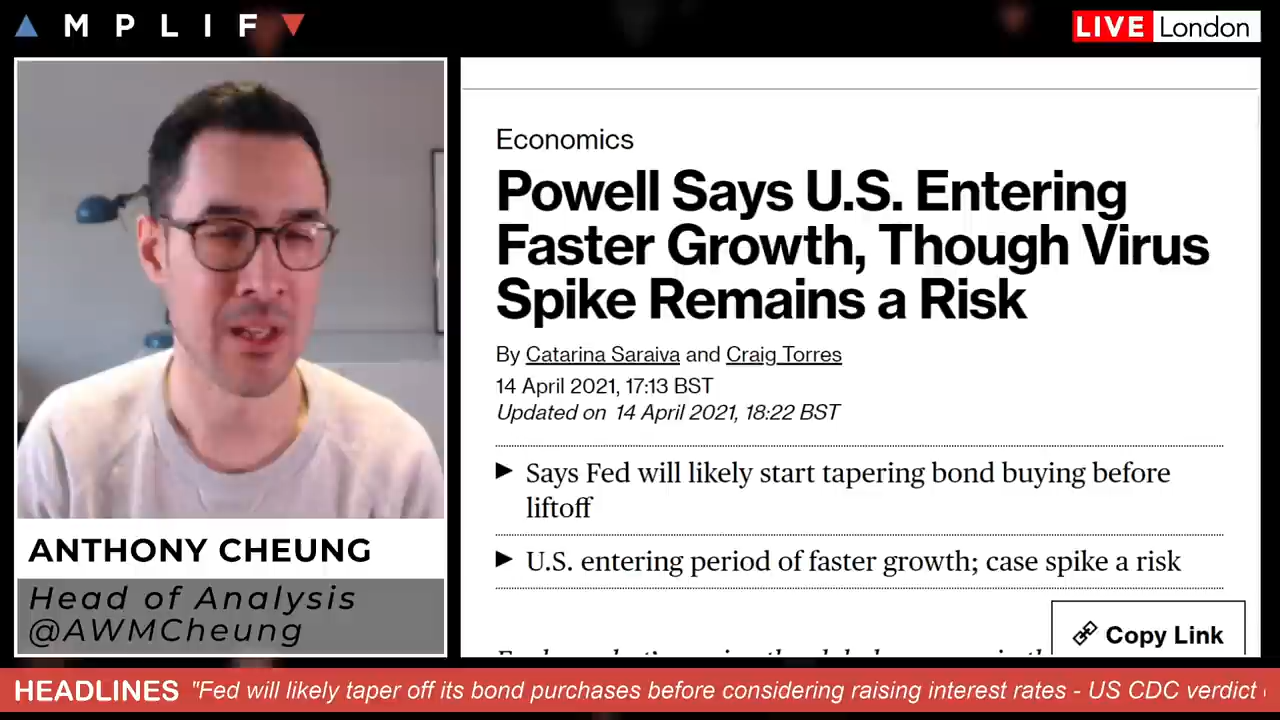 AMPLIFY
LIVE London
Economics
Powell Says U.S. Entering
Faster Growth, Though Virus
Spike Remains a Risk
By Catarina Saraiva and Craig Torres
14 April 2021, 17:13 BST
Updated on 14 April 2021, 18:22 BST
Says Fed will likely start tapering bond buying before
liftoff
U.S. entering period of faster growth; case spike a risk
Copy Link
ANTHONY CHEUNG
Head of Analysis
@AWMCheung
HEADLINES "Fed will likely taper off its bond purchases before considering raising interest rates - US CDC verdict